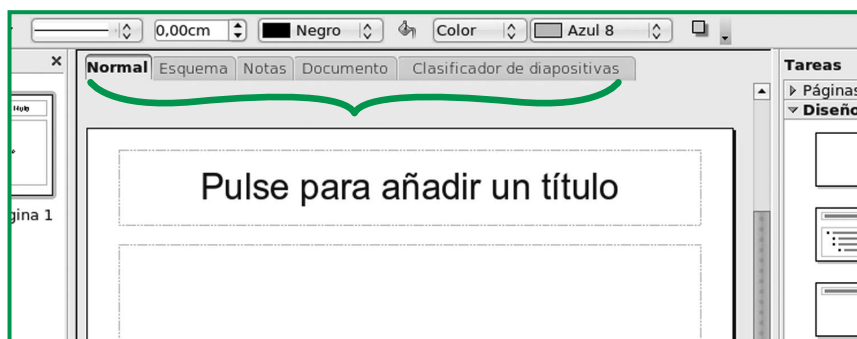 0,00cm Negro Color Azul 8
Normal Esquema Notas Documento Clasificador de diapositivas
Tareas
Páginas
Diseño
Pulse para añadir un título
gina 1